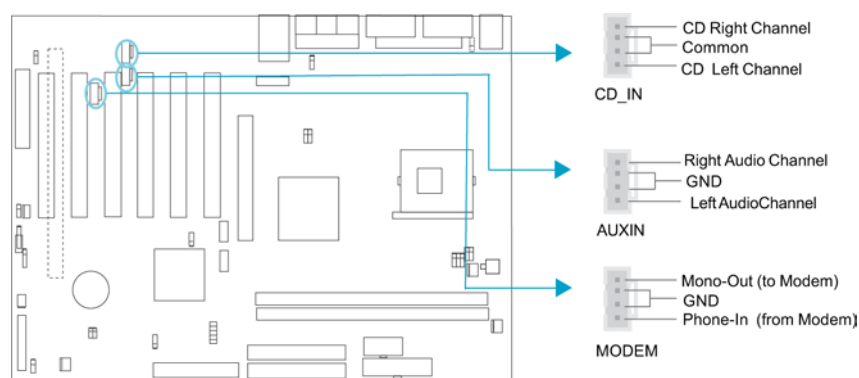 CD Right Channel
Common
CD Left Channel
CD_IN
Right Audio Channel
GND
Left AudioChannel
AUXIN
Mono-Out (to Modem)
GND
Phone-In (from Modem)
MODEM